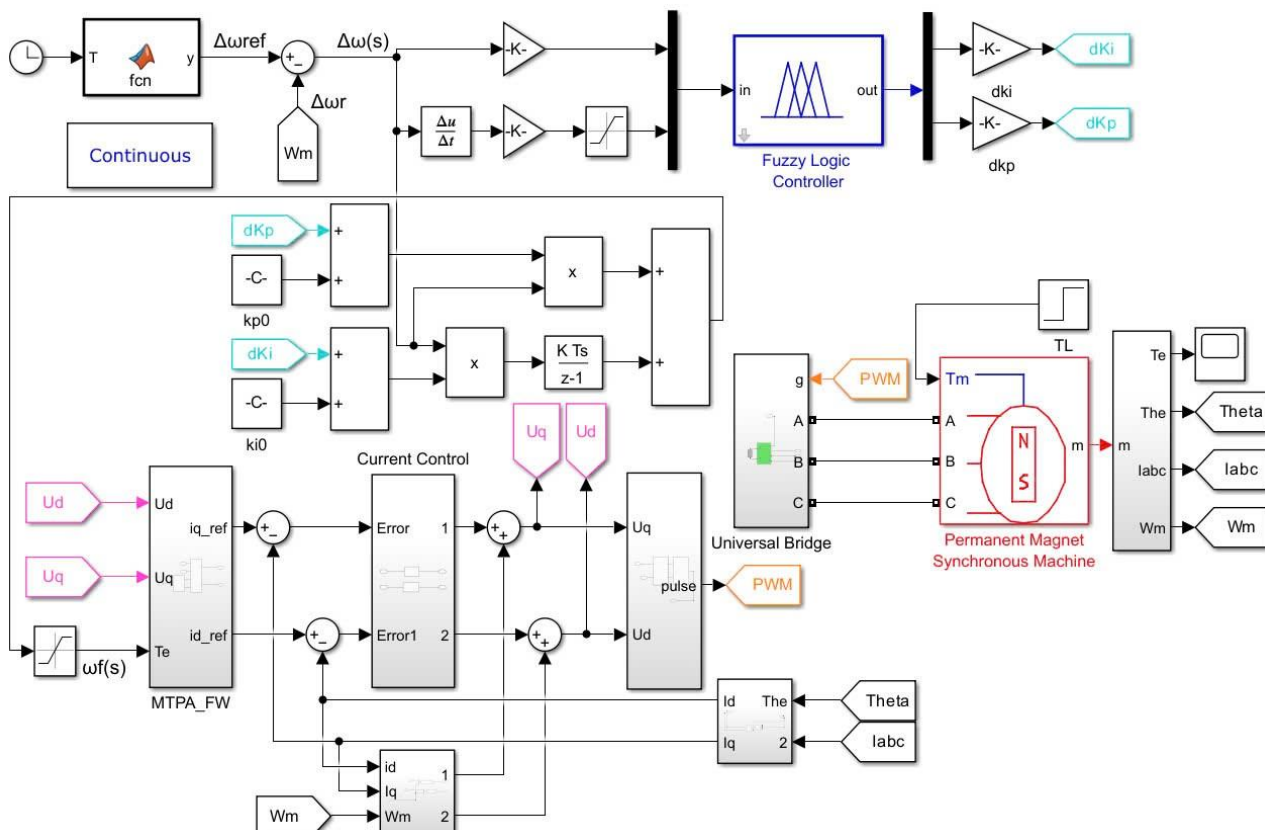 Δωref
Δω(s)
T
y
fcn
+
-
-K-
-K-
dKi
in
out
dki
Δωr
Δu
Δt
-K-
-K-
dKp
Wm
Continuous
Fuzzy Logic
Controller
dkp
dKp
+
-C-
+
x
+
kp0
dKi
+
x
K Ts
z-1
+
-C-
+
ki0
TL
g
PWM
Tm
Te
A
A
The
Theta
N
m
m
B
B
S
Iabc
Iabc
C
C
Wm
Wm
Universal Bridge
Permanent Magnet
Synchronous Machine
Uq
Ud
Current Control
Ud
Ud
iq_ref
+
-
Error
1
+
+
Uq
Uq
Uq
pulse
PWM
id_ref
+
-
Error1
2
+
+
Ud
Te
ωf(s)
MTPA_FW
Id
The
Theta
Iq
2
Iabc
id
1
Iq
Wm
Wm
2